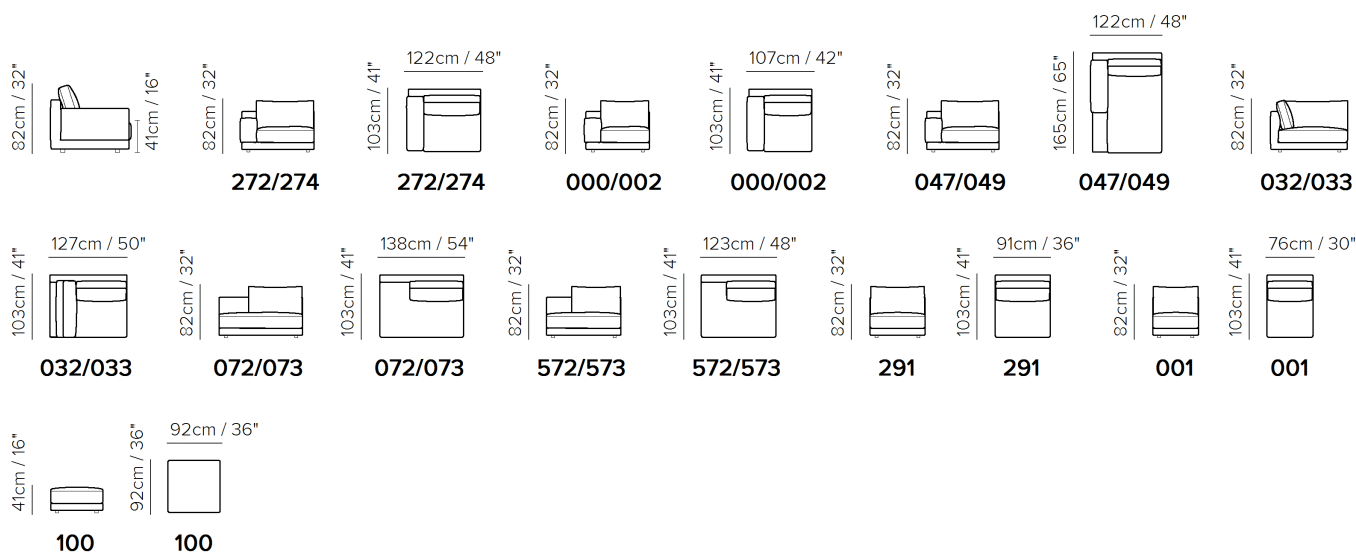 82cm / 32"
41cm / 16"
82cm / 32"
272/274
122cm / 48"
103cm / 41"
272/274
82cm / 32"
000/002
107cm / 42"
103cm / 41"
000/002
82cm / 32"
047/049
122cm / 48"
165cm / 65"
047/049
82cm / 32"
032/033
127cm / 50"
103cm / 41"
032/033
82cm / 32"
072/073
138cm / 54"
103cm / 41"
072/073
82cm / 32"
572/573
123cm / 48"
103cm / 41"
572/573
82cm / 32"
291
91cm / 36"
103cm / 41"
291
82cm / 32"
001
76cm / 30"
103cm / 41"
001
41cm / 16"
100
92cm / 36"
92cm / 36"
100